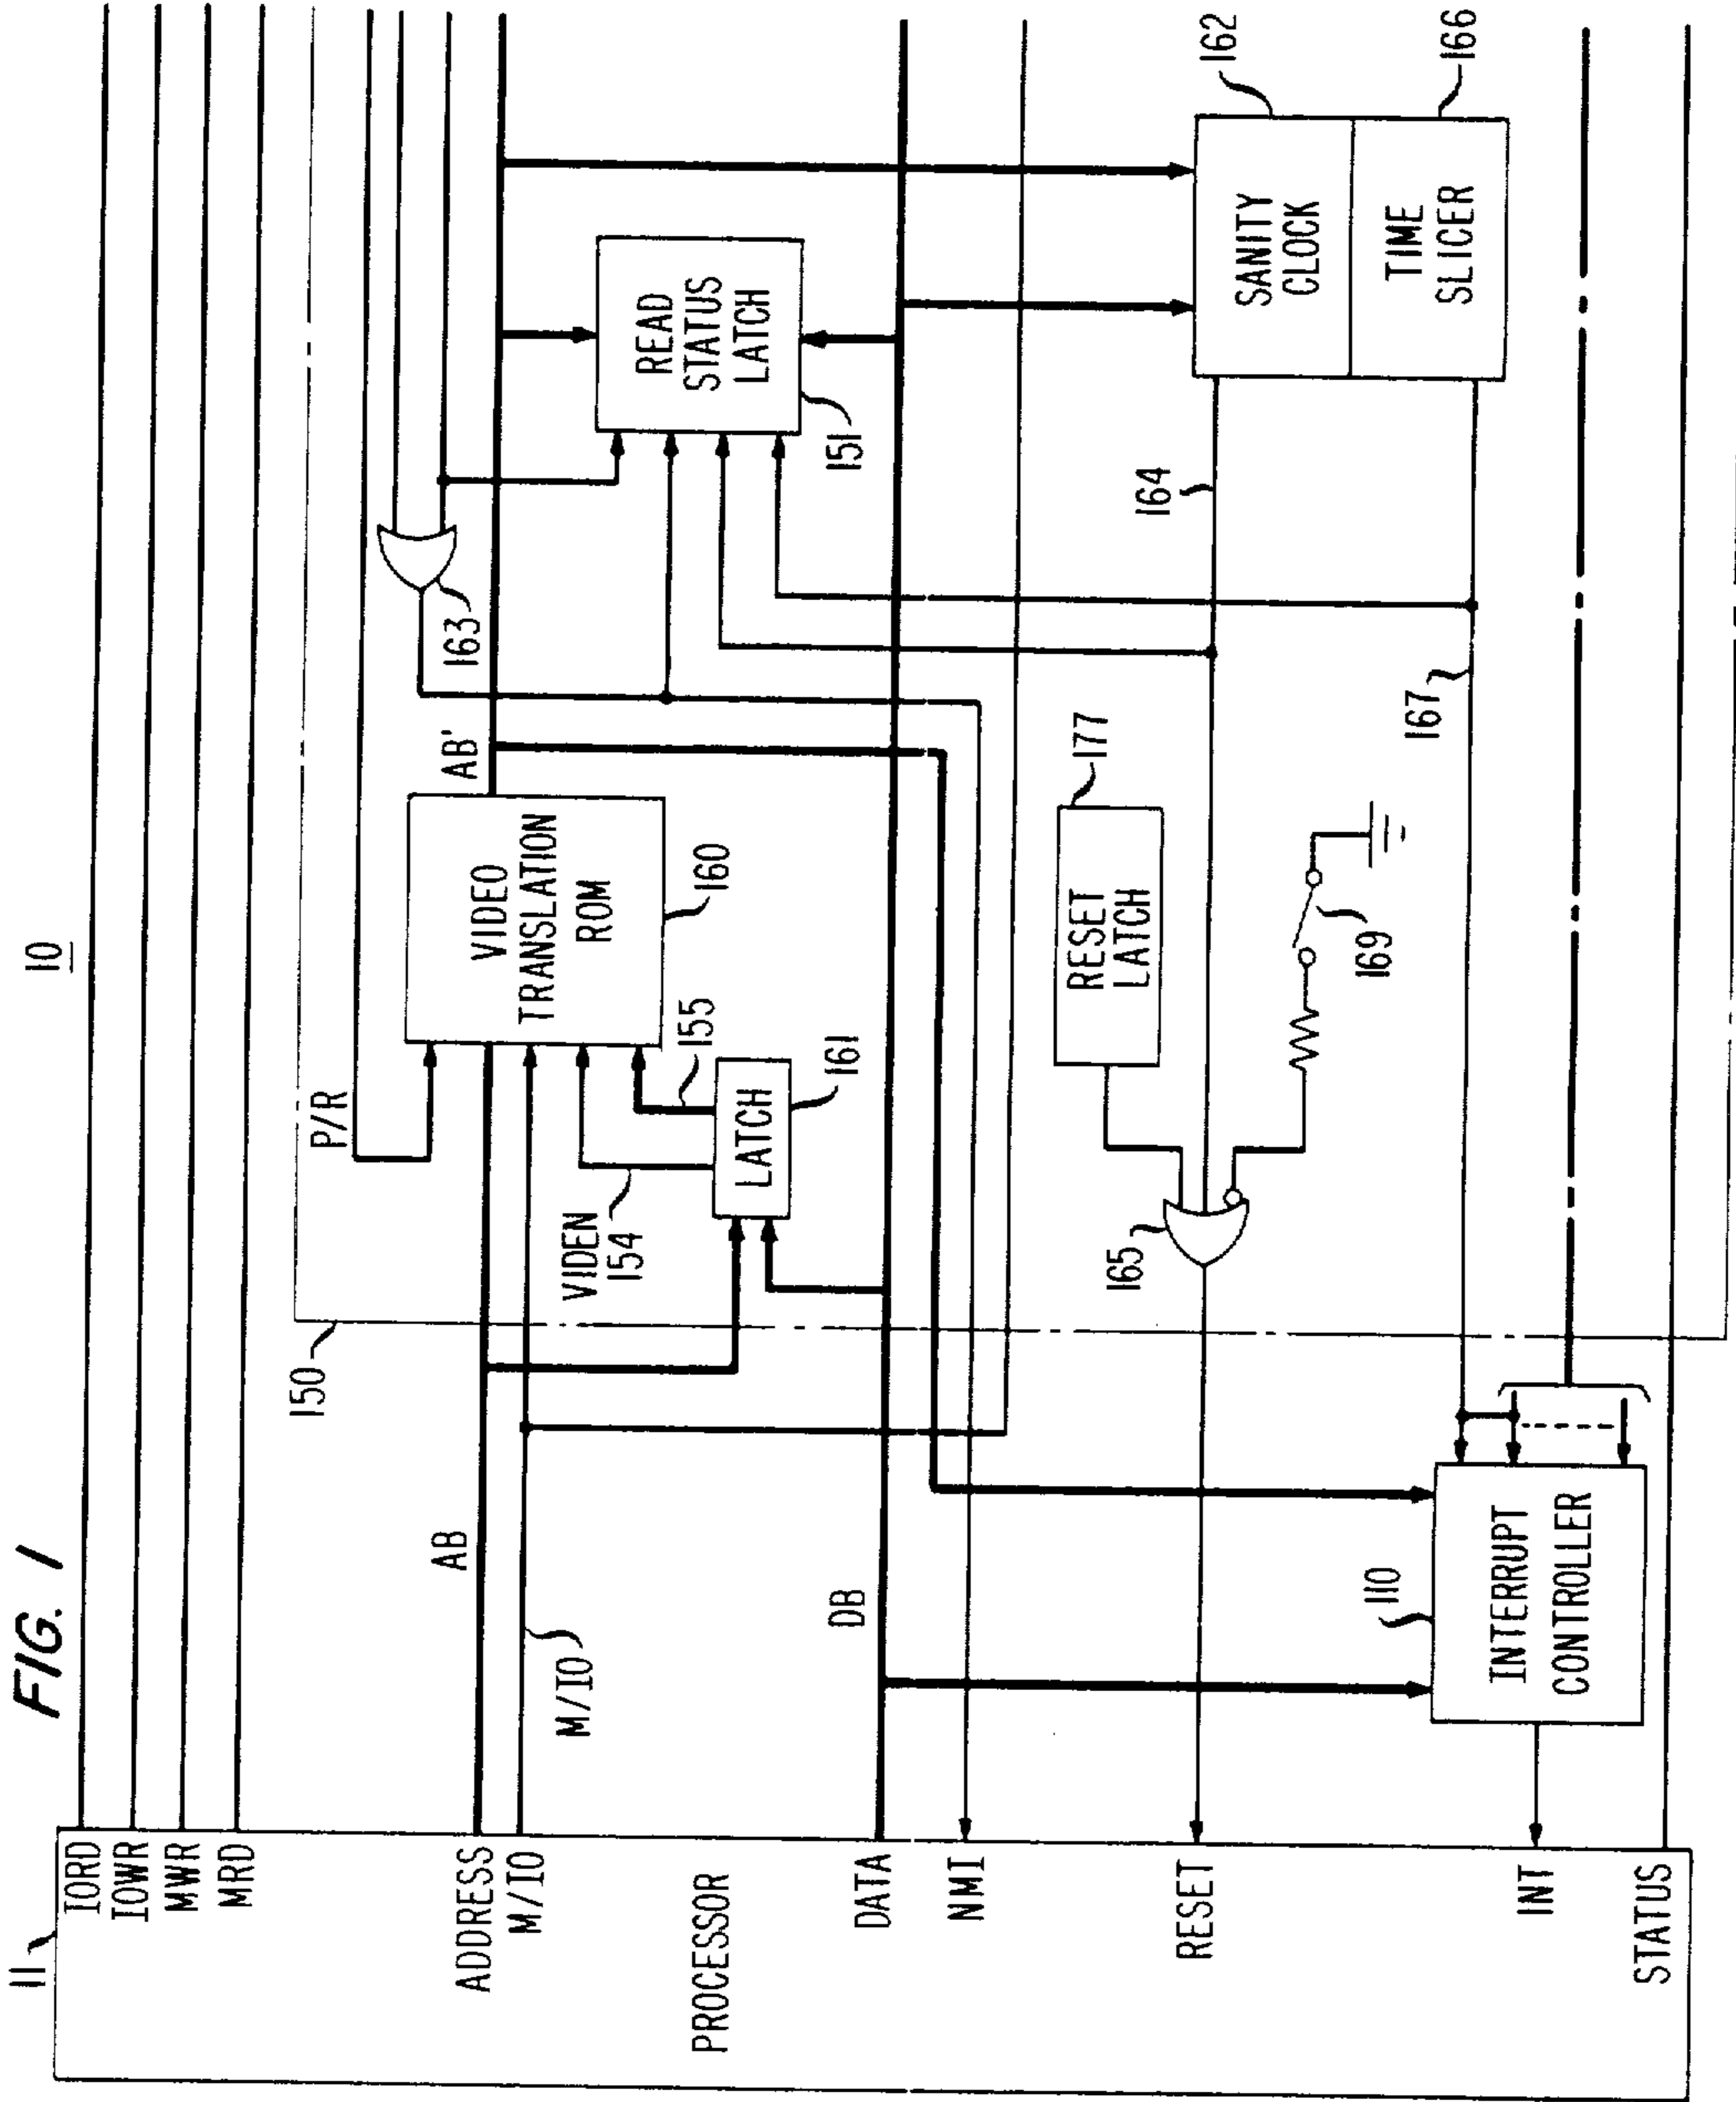 FIG. 1
10
11
IORD
IOWR
MWR
MRD
ADDRESS
M/IO
PROCESSOR
DATA
NMI
RESET
INT
STATUS
AB
M/IO
DB
110
INTERRUPT
CONTROLLER
150
P/R
VIDEN
154
155
LATCH
161
VIDEO
TRANSLATION
ROM
160
AB'
163
READ
STATUS
LATCH
151
165
RESET
LATCH
177
169
164
167
SANITY
CLOCK
162
TIME
SLICER
166